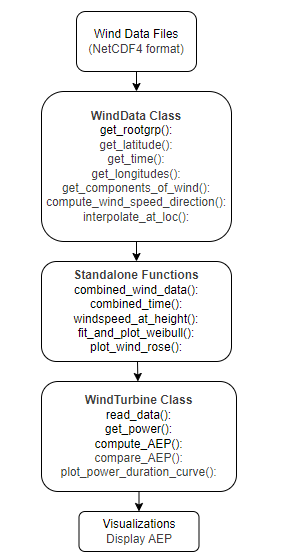 Wind Data Files
(NetCDF4 format)
WindData Class
get_rootgrp():
get_latitude():
get_time():
get_longitudes():
get_components_of_wind():
compute_wind_speed_direction():
interpolate_at_loc():
Standalone Functions
combined_wind_data():
combined_time():
windspeed_at_height():
fit_and_plot_weibull():
plot_wind_rose():
WindTurbine Class
read_data():
get_power():
compute_AEP():
compare_AEP():
plot_power_duration_curve():
Visualizations
Display AEP